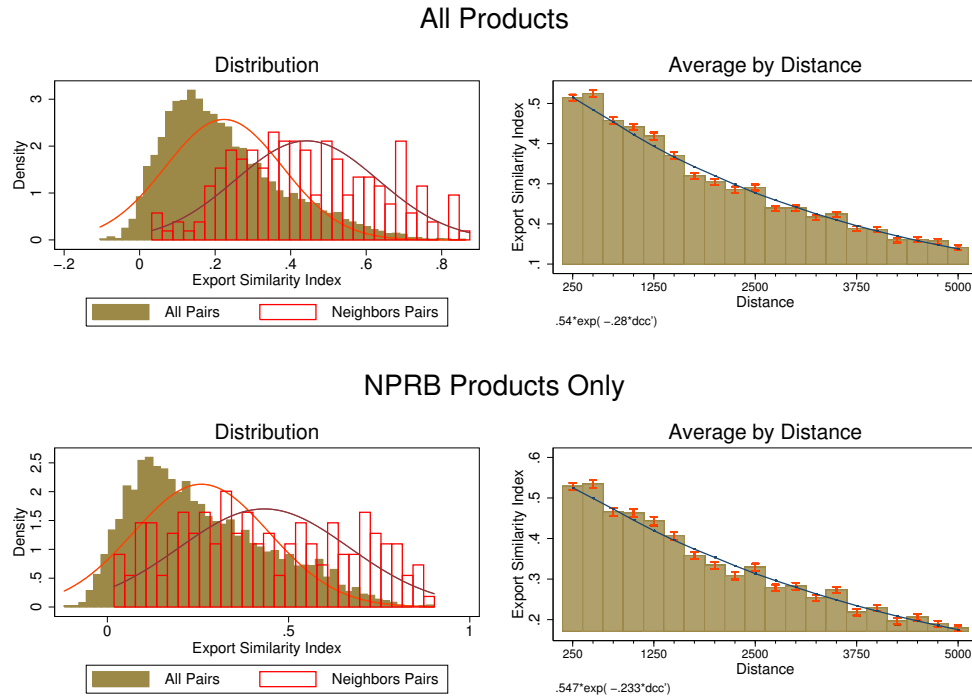 All Products
Distribution
Density
0
1
2
3
−.2
0
.2
.4
.6
.8
Export Similarity Index
All Pairs
Neighbors Pairs
Average by Distance
Export Similarity Index
.1
.2
.3
.4
.5
250
1250
2500
3750
5000
Distance
.54*exp( −.28*dcc')
NPRB Products Only
Distribution
Density
0
.5
1
1.5
2
2.5
0
.5
1
Export Similarity Index
All Pairs
Neighbors Pairs
Average by Distance
Export Similarity Index
.2
.3
.4
.5
.6
250
1250
2500
3750
5000
Distance
.547*exp( −.233*dcc')